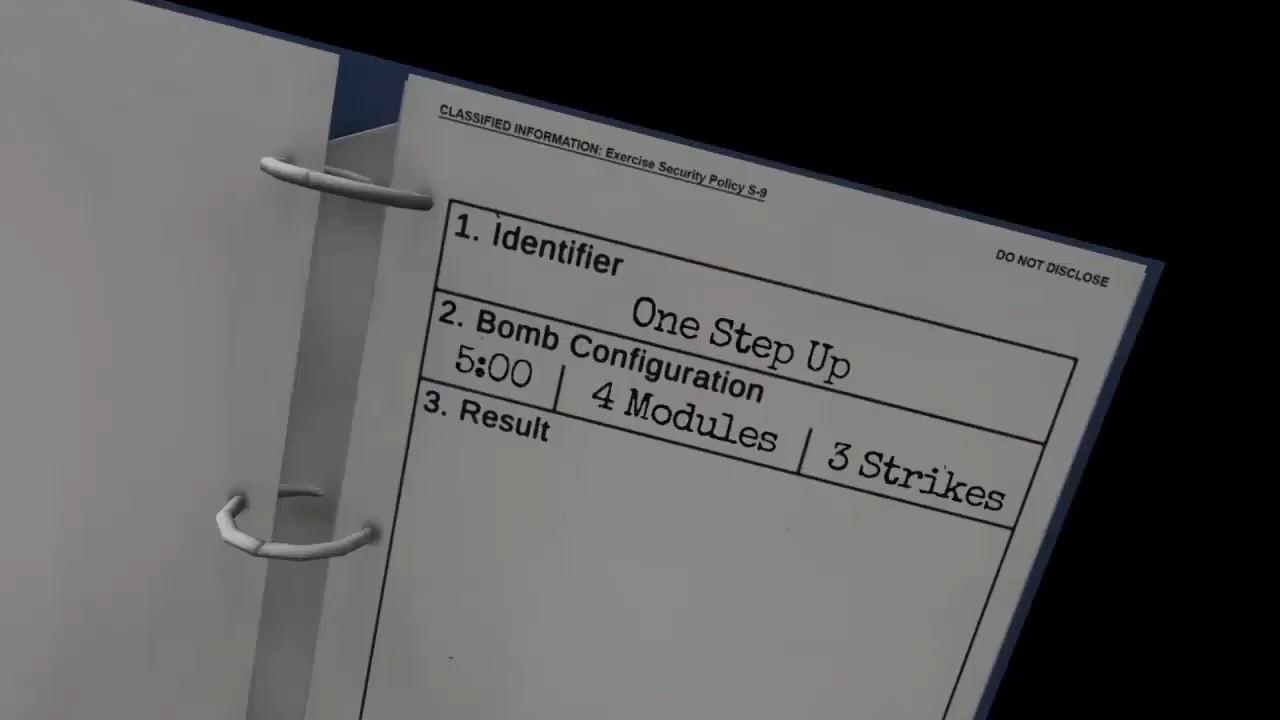 CLASSIFIED INFORMATION: Exercise Security Policy S-9
DO NOT DISCLOSE
1. Identifier
One Step Up
2. Bomb Configuration
5:00 | 4 Modules | 3 Strikes
3. Result